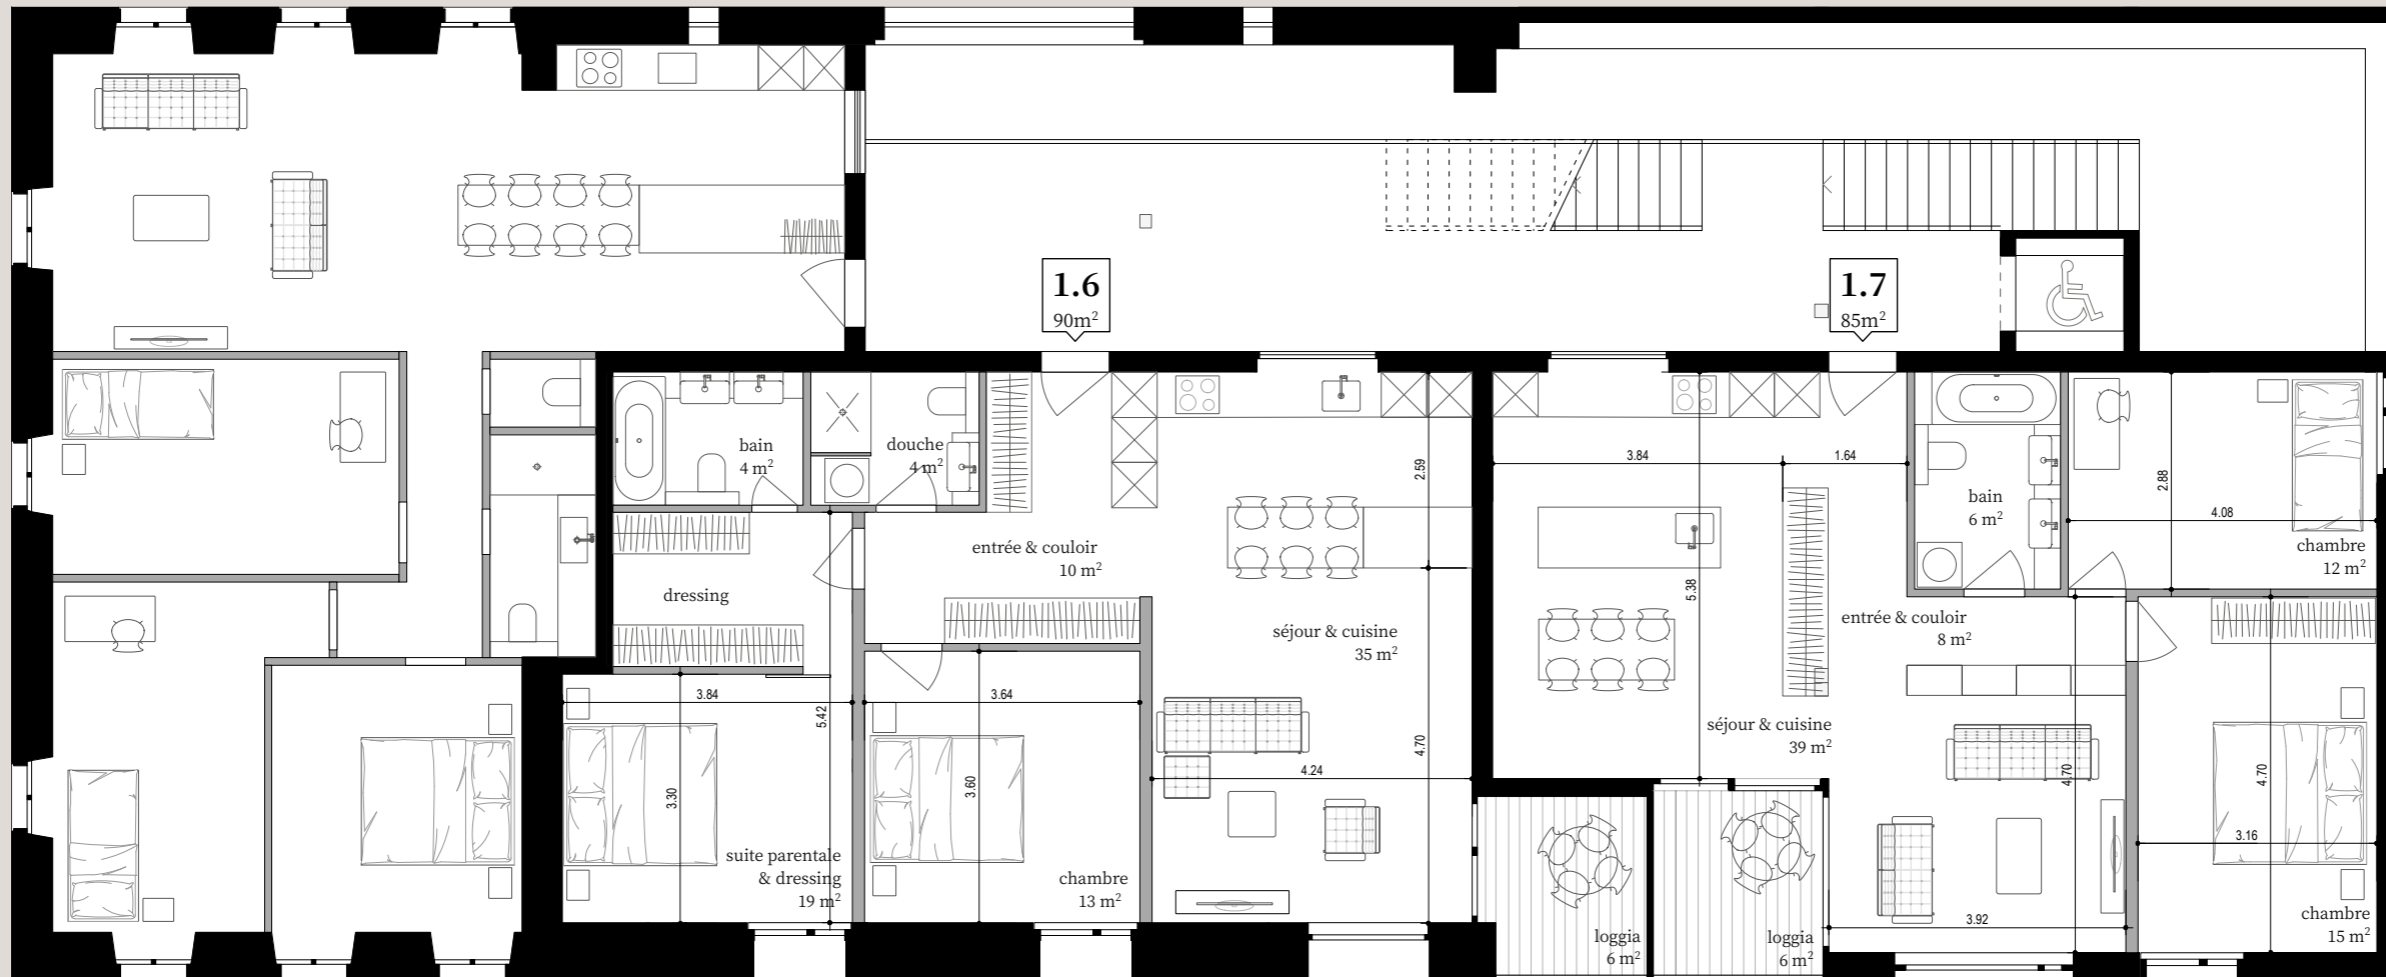 1.6
90m²
1.7
85m²
bain
4 m²
douche
4 m²
entrée & couloir
10 m²
dressing
séjour & cuisine
35 m²
2.59
4.70
4.24
3.84
5.42
3.30
suite parentale
& dressing
19 m²
3.64
3.60
chambre
13 m²
3.84
1.64
5.38
bain
6 m²
2.88
4.08
chambre
12 m²
entrée & couloir
8 m²
séjour & cuisine
39 m²
4.70
3.92
4.70
3.16
chambre
15 m²
loggia
6 m²
loggia
6 m²